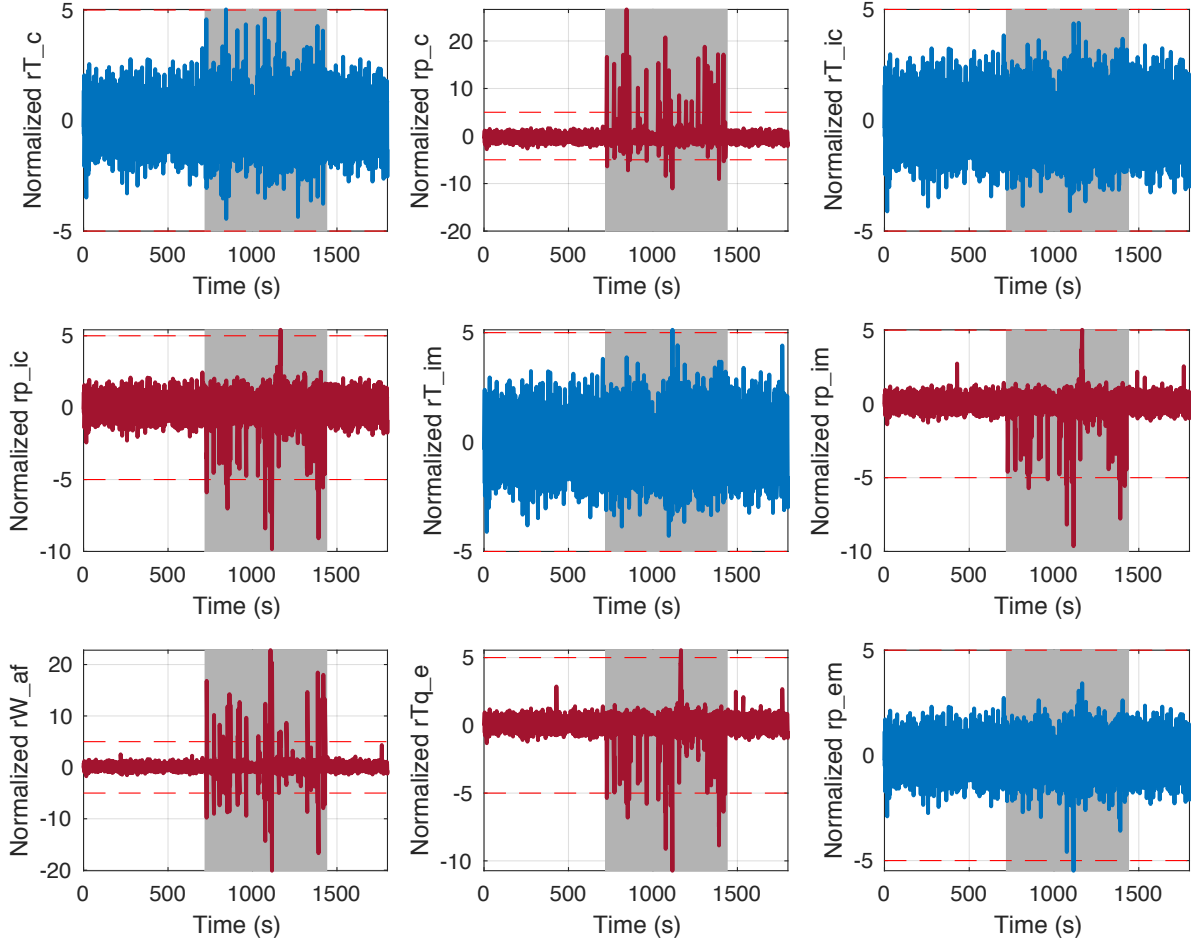 Normalized rT_c
5
0
-5
0 500 1000 1500
Time (s)
Normalized rp_c
20
10
0
-10
-20
0 500 1000 1500
Time (s)
Normalized rT_ic
5
0
-5
0 500 1000 1500
Time (s)
Normalized rp_ic
5
0
-5
-10
0 500 1000 1500
Time (s)
Normalized rT_im
5
0
-5
0 500 1000 1500
Time (s)
Normalized rp_im
5
0
-5
-10
0 500 1000 1500
Time (s)
Normalized rW_af
20
10
0
-10
-20
0 500 1000 1500
Time (s)
Normalized rTq_e
5
0
-5
-10
0 500 1000 1500
Time (s)
Normalized rp_em
5
0
-5
0 500 1000 1500
Time (s)